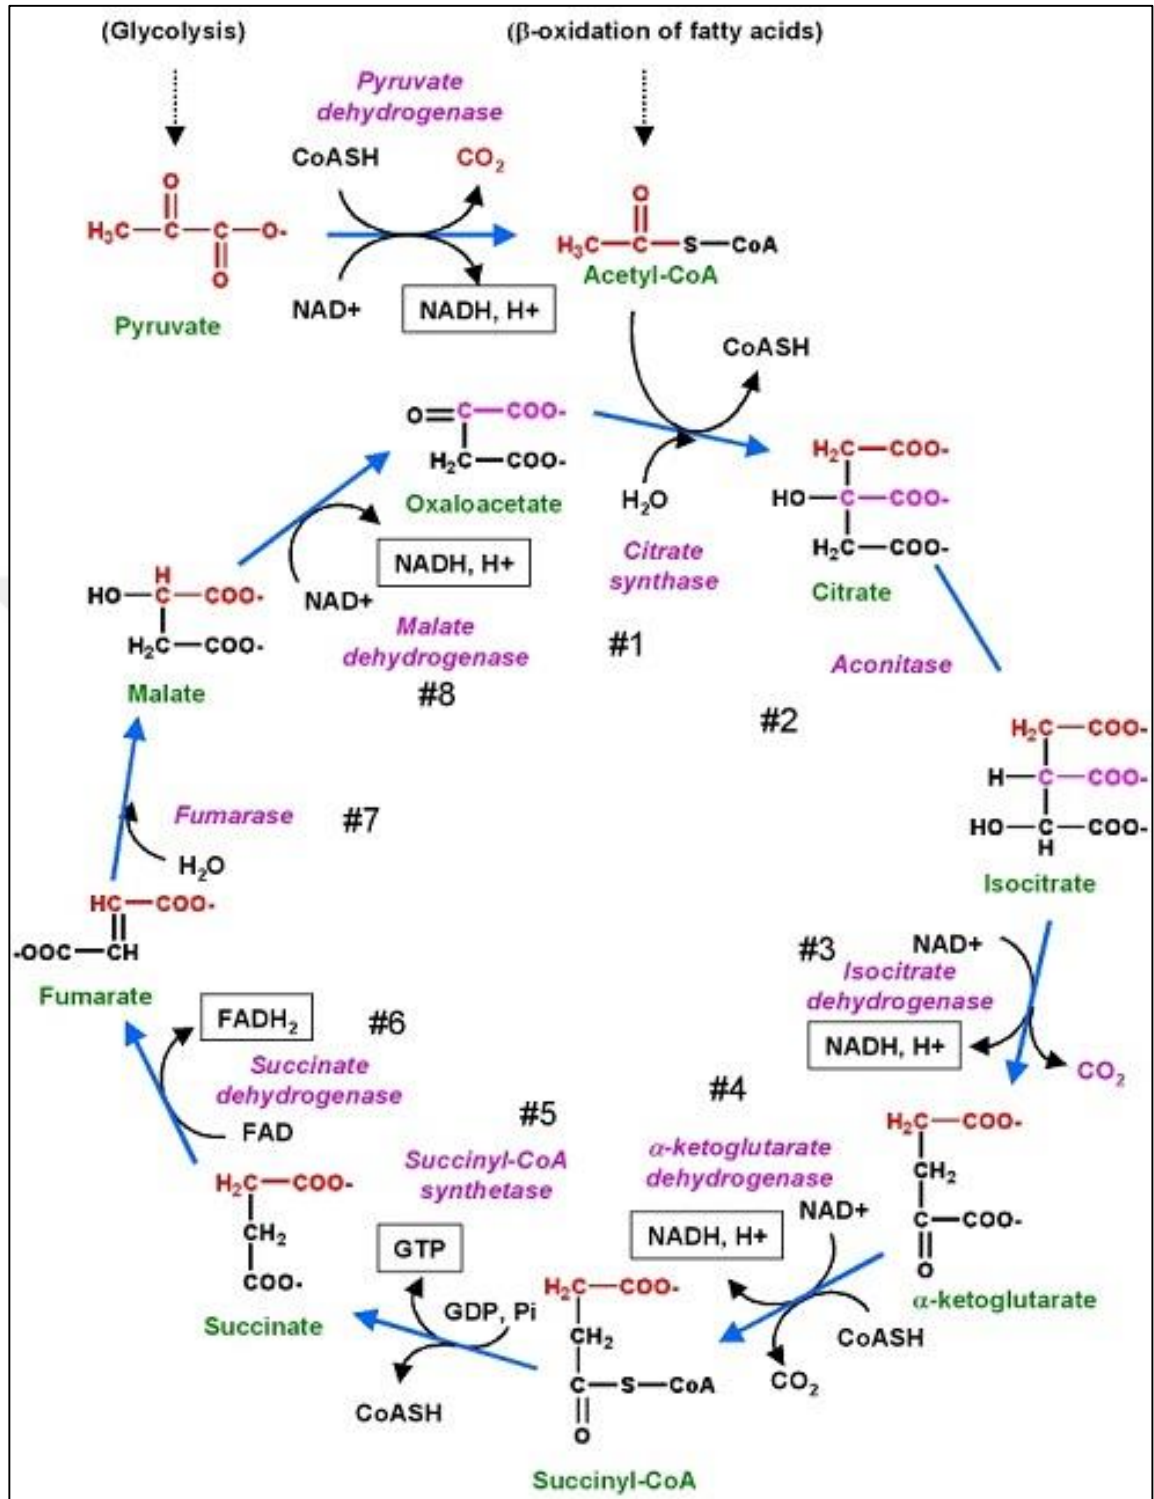 (Glycolysis)
(β-oxidation of fatty acids)
Pyruvate
dehydrogenase
CoASH
CO₂
O
H₃C—C—C—O-
O
NAD+
NADH, H+
Pyruvate
O
H₃C—C—S—CoA
Acetyl-CoA
CoASH
O=C—COO-
H₂C—COO-
Oxaloacetate
H₂O
Citrate
synthase
#1
H₂C—COO-
HO—C—COO-
H₂C—COO-
Citrate
Aconitase
#2
H₂C—COO-
H—C—COO-
HO—C—COO-
H
Isocitrate
#3
NAD+
Isocitrate
dehydrogenase
NADH, H+
CO₂
H₂C—COO-
CH₂
C—COO-
O
α-ketoglutarate
#4
α-ketoglutarate
dehydrogenase
NAD+
NADH, H+
CoASH
CO₂
H₂C—COO-
CH₂
C—S—CoA
O
Succinyl-CoA
#5
Succinyl-CoA
synthetase
GTP
GDP, Pi
CoASH
H₂C—COO-
CH₂
COO-
Succinate
#6
FADH₂
Succinate
dehydrogenase
FAD
HC—COO-
-OOC—CH
Fumarate
Fumarase
#7
H₂O
H
HO—C—COO-
H₂C—COO-
Malate
NADH, H+
NAD+
Malate
dehydrogenase
#8